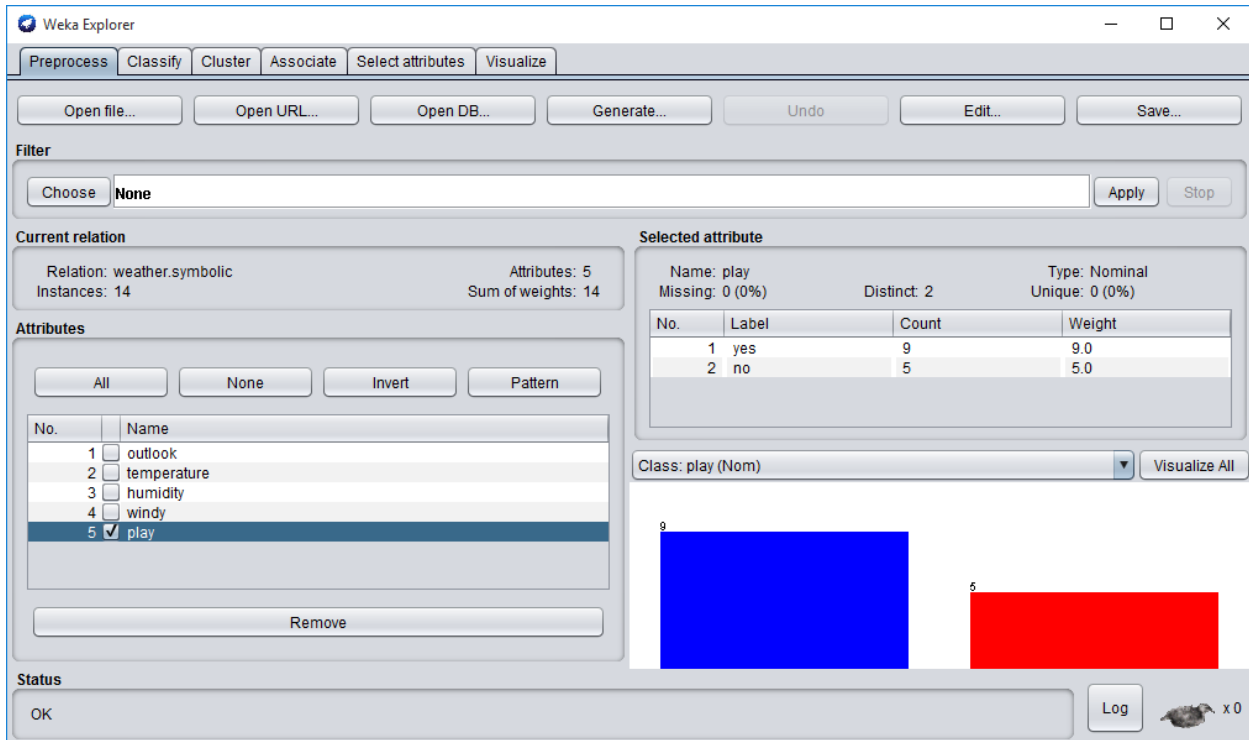 Weka Explorer
Preprocess Classify Cluster Associate Select attributes Visualize
Open file... Open URL... Open DB... Generate... Undo Edit... Save...
Filter
Choose None Apply Stop
Current relation
Relation: weather.symbolic Attributes: 5
Instances: 14 Sum of weights: 14
Attributes
All None Invert Pattern
No. Name
1 outlook
2 temperature
3 humidity
4 windy
5 play
Remove
Selected attribute
Name: play Type: Nominal
Missing: 0 (0%) Distinct: 2 Unique: 0 (0%)
No. Label Count Weight
1 yes 9 9.0
2 no 5 5.0
Class: play (Nom) Visualize All
9
5
Status
OK Log x 0